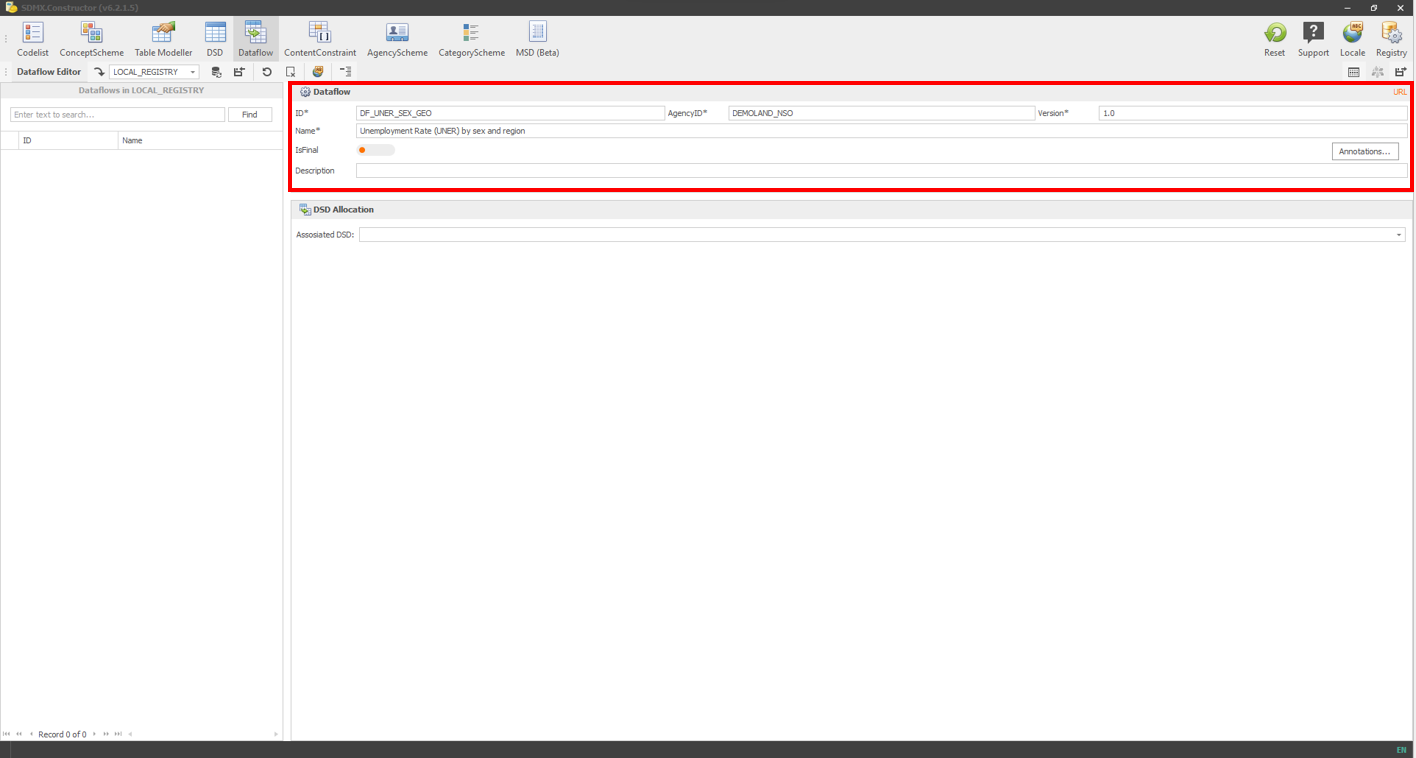 SDMX.Constructor (v6.2.1.5)
Codelist ConceptScheme Table Modeller DSD Dataflow ContentConstraint AgencyScheme CategoryScheme MSD (Beta) Reset Support Locale Registry
Dataflow Editor LOCAL_REGISTRY
Dataflows in LOCAL_REGISTRY
Enter text to search... Find
ID Name
Record 0 of 0
Dataflow URL
ID* DF_UNER_SEX_GEO AgencyID* DEMOLAND_NSO Version* 1.0
Name* Unemployment Rate (UNER) by sex and region
IsFinal Annotations...
Description
DSD Allocation
Assosiated DSD:
EN